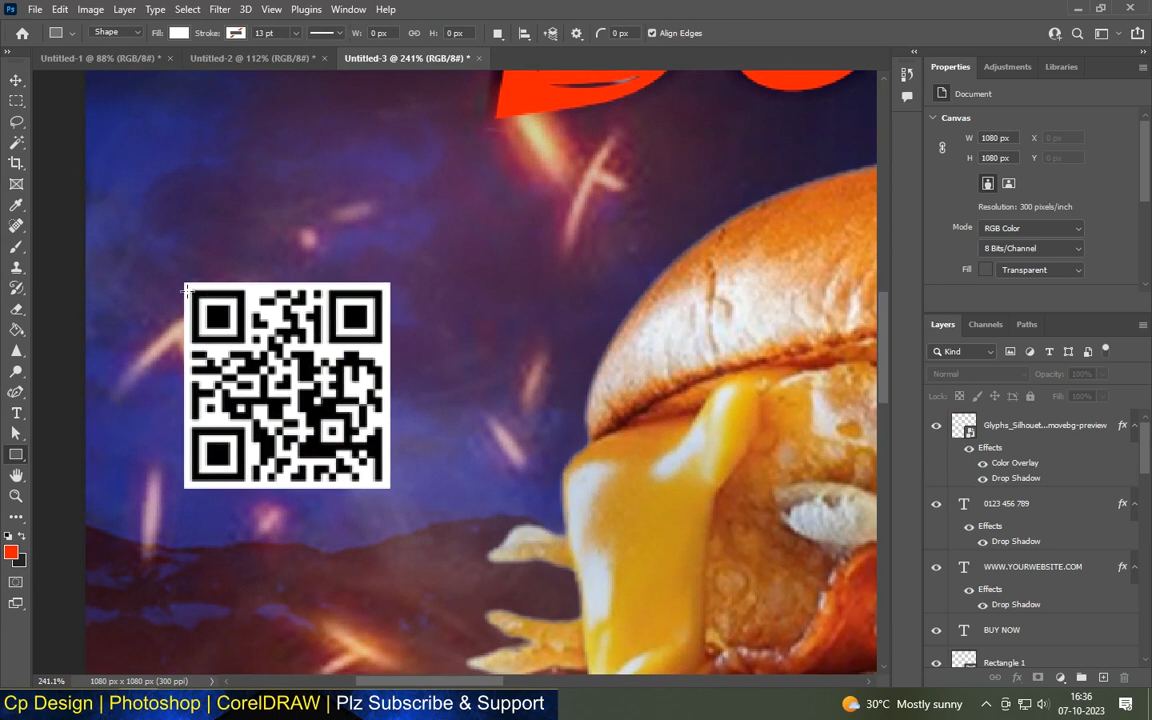 File Edit Image Layer Type Select Filter 3D View Plugins Window Help
Shape Fill: Stroke: 13 pt W: 0 px H: 0 px 0 px Align Edges
Untitled-1 @ 88% (RGB/8#) * Untitled-2 @ 112% (RGB/8#) * Untitled-3 @ 241% (RGB/8#) *
Properties Adjustments Libraries
Document
Canvas
W 1080 px X 0 px
H 1080 px Y 0 px
Resolution: 300 pixels/inch
Mode RGB Color
8 Bits/Channel
Fill Transparent
Layers Channels Paths
Kind
Normal Opacity: 100%
Lock: Fill: 100%
Glyphs_Silhouet...movebg-preview fx
Effects
Color Overlay
Drop Shadow
0123 456 789 fx
Effects
Drop Shadow
WWW.YOURWEBSITE.COM fx
Effects
Drop Shadow
BUY NOW
Rectangle 1
241.1% 1080 px x 1080 px (300 ppi)
Cp Design | Photoshop | CorelDRAW | Plz Subscribe & Support
30°C Mostly sunny
16:36
07-10-2023